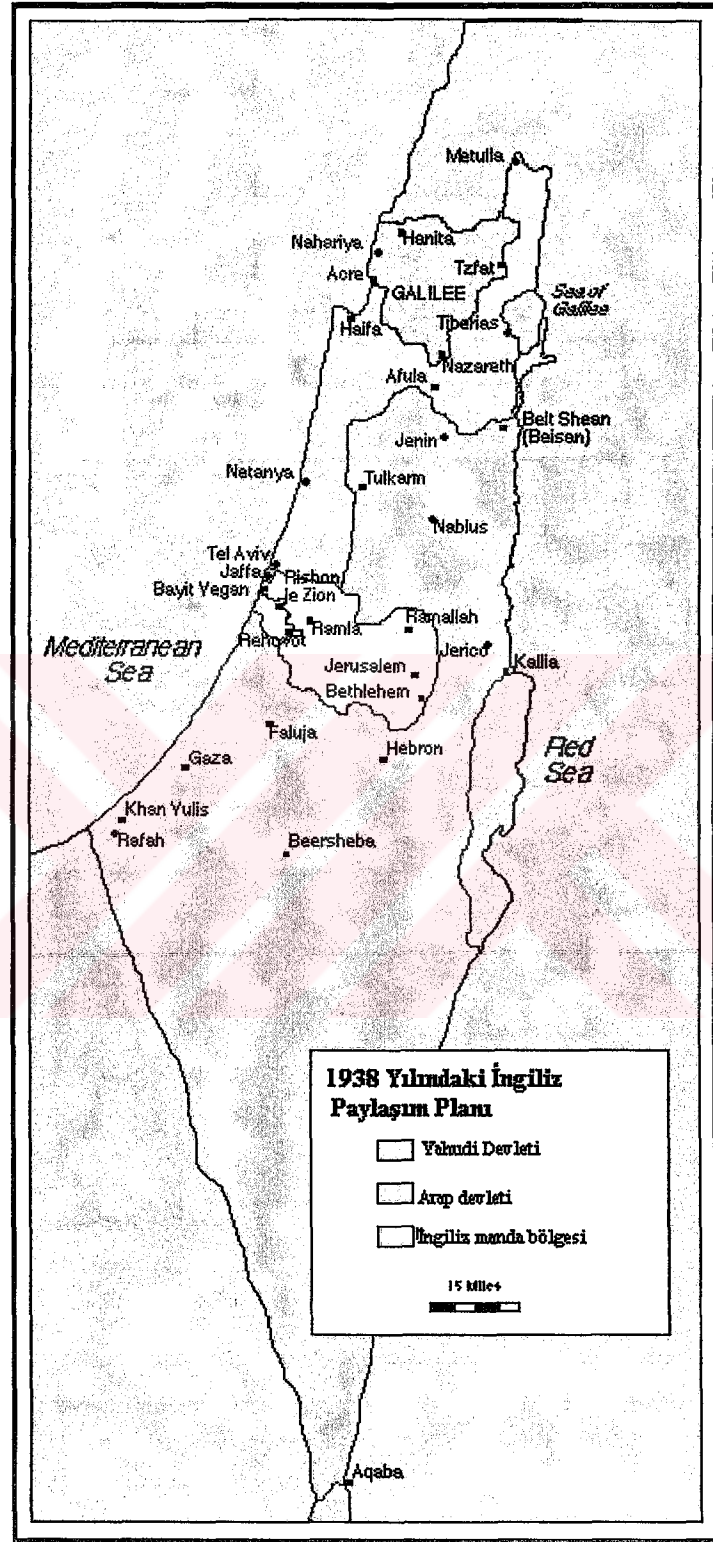 Metulla
Hanita
Nahariya
Tzfat
Acre
GALILEE
Sea of
Galilee
Tiberias
Haifa
Nazareth
Afula
Beit Shean
(Beisan)
Jenin
Netanya
Tulkarm
Nablus
Tel Aviv
Jaffa
Rishon
Bayit Vegan
le Zion
Ramallah
Ramla
Rehovot
Mediterranean
Sea
Jerico
Jerusalem
Kallia
Bethlehem
Faluja
Hebron
Red
Sea
Gaza
Khan Yulis
Rafah
Beersheba
1938 Yılındaki İngiliz
Paylaşım Planı
Yahudi Devleti
Arap devleti
İngiliz manda bölgesi
15 Miles
Aqaba